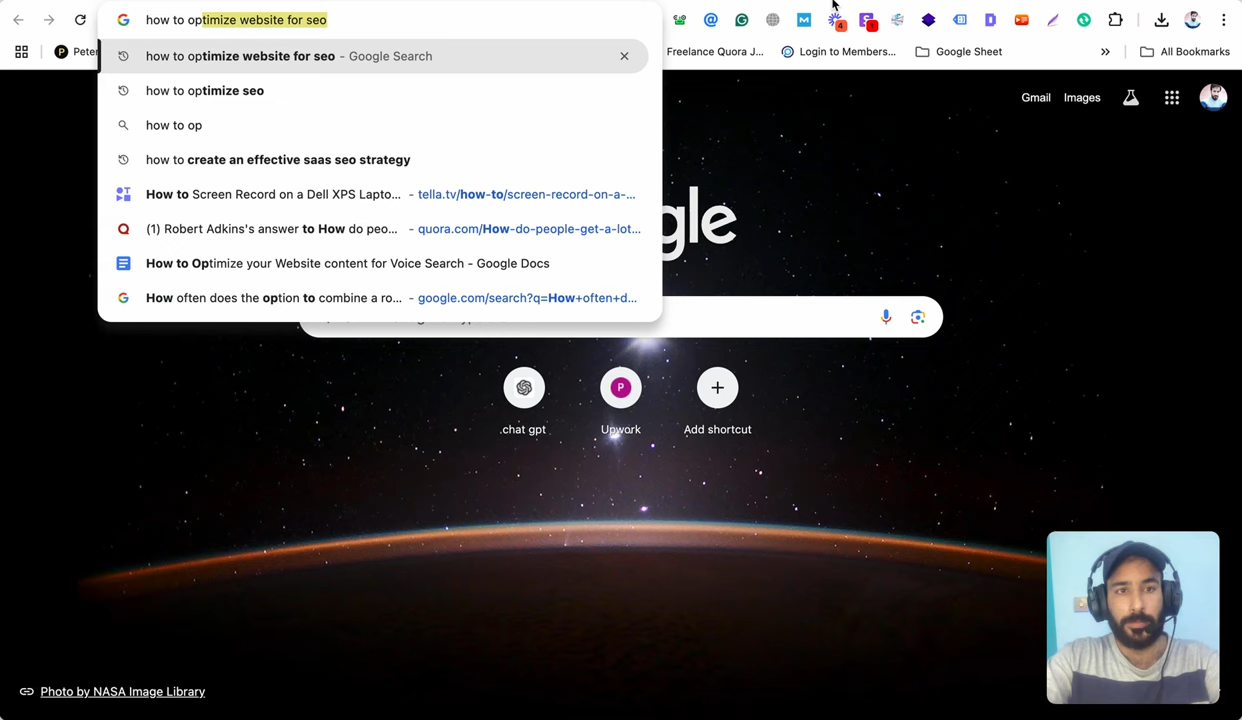 how to optimize website for seo
Peter
how to optimize website for seo - Google Search
how to optimize seo
how to op
how to create an effective saas seo strategy
How to Screen Record on a Dell XPS Lapto... - tella.tv/how-to/screen-record-on-a-...
(1) Robert Adkins's answer to How do peo... - quora.com/How-do-people-get-a-lot...
How to Optimize your Website content for Voice Search - Google Docs
How often does the option to combine a ro... - google.com/search?q=How+often+d...
4
1
Freelance Quora J...
Login to Members...
Google Sheet
All Bookmarks
Gmail
Images
gle
.chat gpt
P
Upwork
Add shortcut
Photo by NASA Image Library